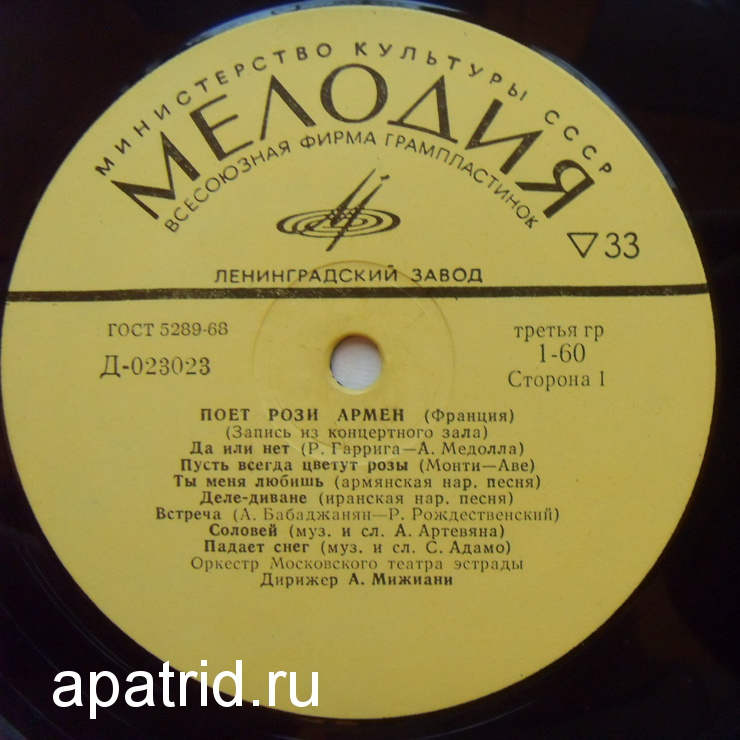 МИНИСТЕРСТВО КУЛЬТУРЫ СССР
МЕЛОДИЯ
ВСЕСОЮЗНАЯ ФИРМА ГРАМПЛАСТИНОК
▽33
ЛЕНИНГРАДСКИЙ ЗАВОД
ГОСТ 5289-68
третья гр
Д-023023
1-60
Сторона 1
ПОЕТ РОЗИ АРМЕН (Франция)
(Запись из концертного зала)
Да или нет (Р. Гаррига—А. Медолла)
Пусть всегда цветут розы (Монти—Аве)
Ты меня любишь (армянская нар. песня)
Деле-диване (иранская нар. песня)
Встреча (А. Бабаджанян—Р. Рождественский)
Соловей (муз. и сл. А. Артевяна)
Падает снег (муз. и сл. С. Адамо)
Оркестр Московского театра эстрады
Дирижер А. Мижиани
apatrid.ru